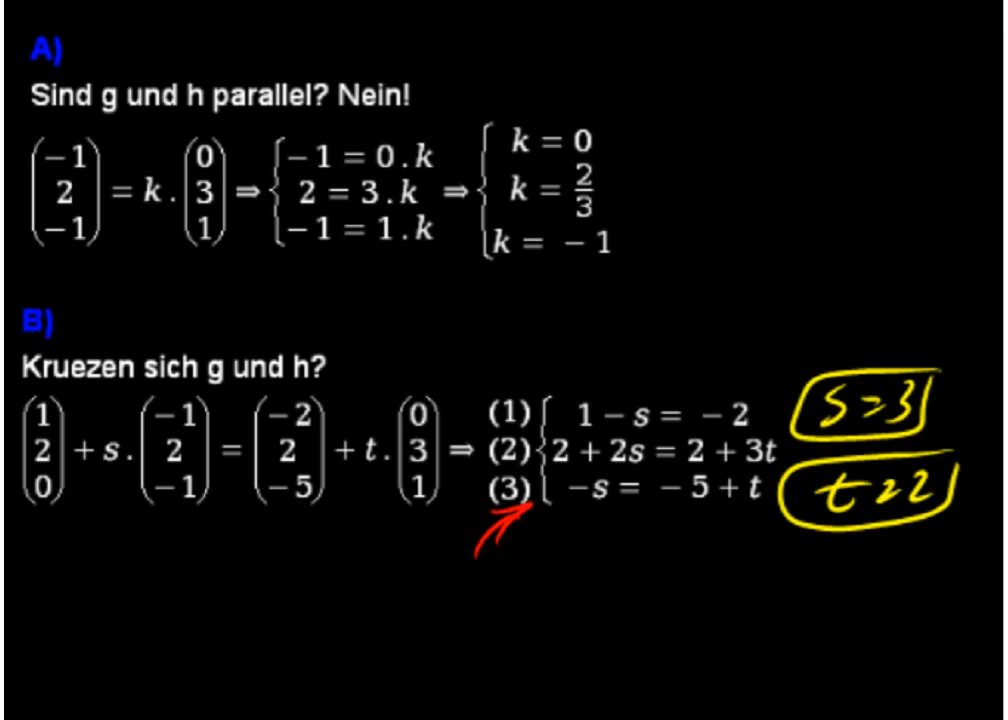 A)
Sind g und h parallel? Nein!
(−1 2 −1) = k . (0 3 1) ⇒ { −1 = 0 . k, 2 = 3 . k, −1 = 1 . k ⇒ { k = 0, k = 2/3, k = −1
B)
Kruezen sich g und h?
(1 2 0) + s . (−1 2 −1) = (−2 2 −5) + t . (0 3 1) ⇒ (1) { 1 − s = −2
(2) 2 + 2s = 2 + 3t
(3) −s = −5 + t
s = 3
t = 2